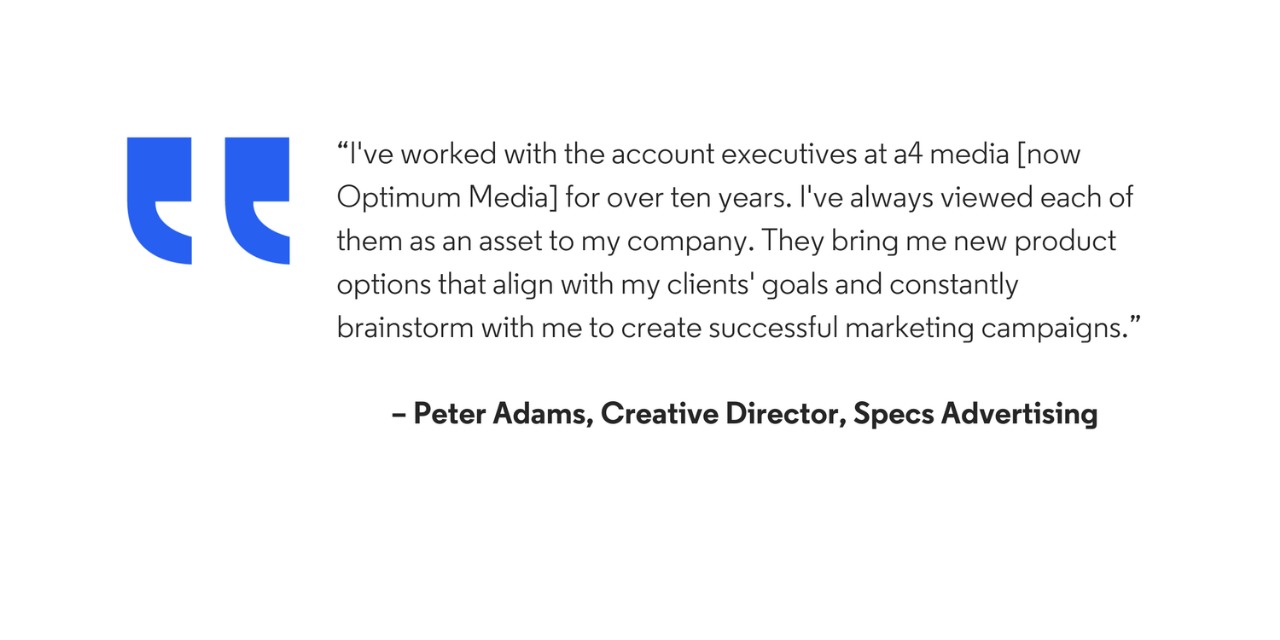 “I've worked with the account executives at a4 media [now
Optimum Media] for over ten years. I've always viewed each of
them as an asset to my company. They bring me new product
options that align with my clients' goals and constantly
brainstorm with me to create successful marketing campaigns.”
– Peter Adams, Creative Director, Specs Advertising